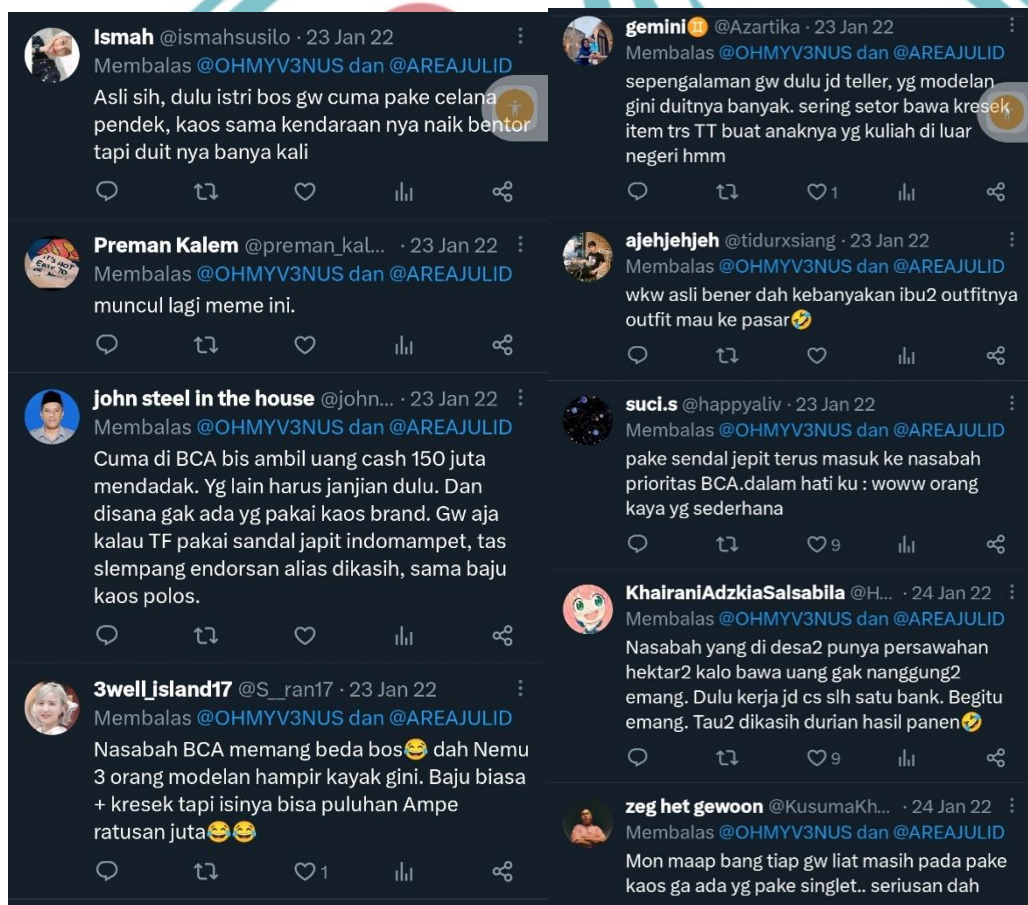 Ismah @ismahsusilo · 23 Jan 22
Membalas @OHMYV3NUS dan @AREAJULID
Asli sih, dulu istri bos gw cuma pake celana
pendek, kaos sama kendaraan nya naik bentor
tapi duit nya banya kali
Preman Kalem @preman_kal... · 23 Jan 22
Membalas @OHMYV3NUS dan @AREAJULID
muncul lagi meme ini.
john steel in the house @john... · 23 Jan 22
Membalas @OHMYV3NUS dan @AREAJULID
Cuma di BCA bis ambil uang cash 150 juta
mendadak. Yg lain harus janjian dulu. Dan
disana gak ada yg pakai kaos brand. Gw aja
kalau TF pakai sandal japit indomampet, tas
slempang endorsan alias dikasih, sama baju
kaos polos.
3well_island17 @S__ran17 · 23 Jan 22
Membalas @OHMYV3NUS dan @AREAJULID
Nasabah BCA memang beda bos😂 dah Nemu
3 orang modelan hampir kayak gini. Baju biasa
+ kresek tapi isinya bisa puluhan Ampe
ratusan juta😂😂
1
gemini♊ @Azartika · 23 Jan 22
Membalas @OHMYV3NUS dan @AREAJULID
sepengalaman gw dulu jd teller, yg modelan
gini duitnya banyak. sering setor bawa kresek
item trs TT buat anaknya yg kuliah di luar
negeri hmm
1
ajehjehjeh @tidurxsiang · 23 Jan 22
Membalas @OHMYV3NUS dan @AREAJULID
wkw asli bener dah kebanyakan ibu2 outfitnya
outfit mau ke pasar🤣
suci.s @happyaliv · 23 Jan 22
Membalas @OHMYV3NUS dan @AREAJULID
pake sendal jepit terus masuk ke nasabah
prioritas BCA.dalam hati ku : woww orang
kaya yg sederhana
9
KhairaniAdzkiaSalsabila @H... · 24 Jan 22
Membalas @OHMYV3NUS dan @AREAJULID
Nasabah yang di desa2 punya persawahan
hektar2 kalo bawa uang gak nanggung2
emang. Dulu kerja jd cs slh satu bank. Begitu
emang. Tau2 dikasih durian hasil panen🤣
9
zeg het gewoon @KusumaKh... · 24 Jan 22
Membalas @OHMYV3NUS dan @AREAJULID
Mon maap bang tiap gw liat masih pada pake
kaos ga ada yg pake singlet.. seriusan dah